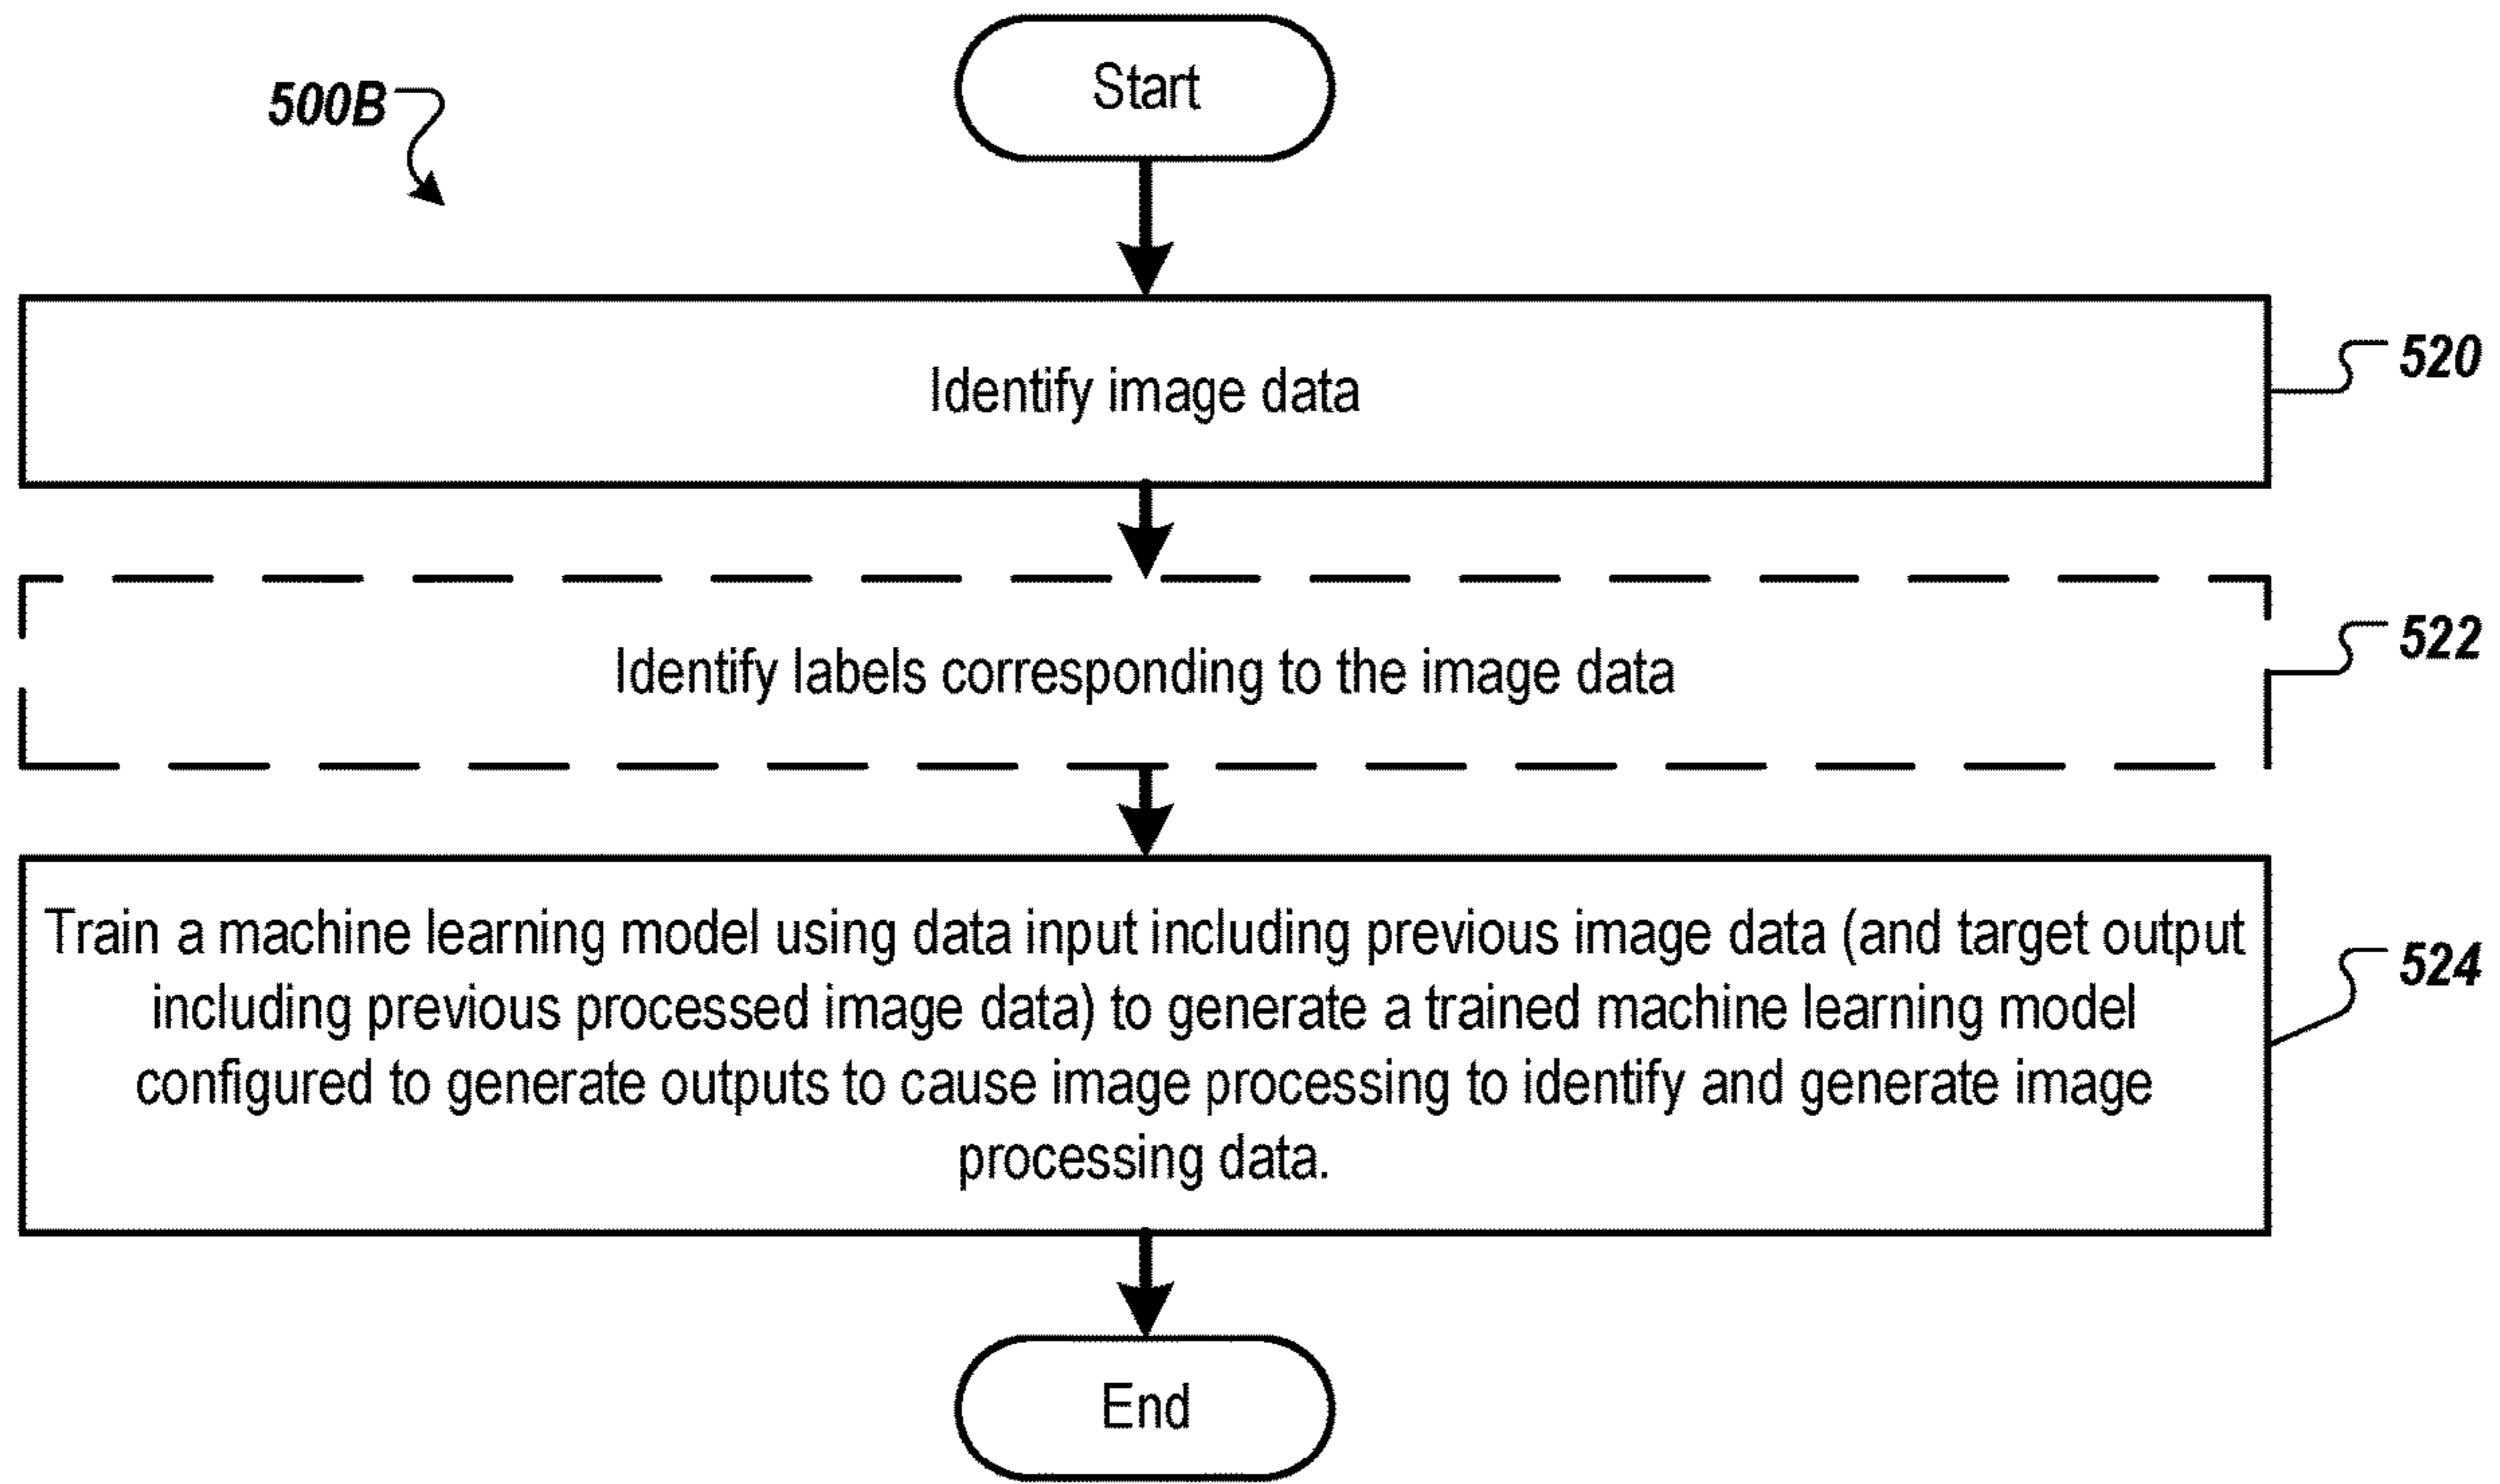 500B
Start
Identify image data
520
Identify labels corresponding to the image data
522
Train a machine learning model using data input including previous image data (and target output
including previous processed image data) to generate a trained machine learning model
configured to generate outputs to cause image processing to identify and generate image
processing data.
524
End